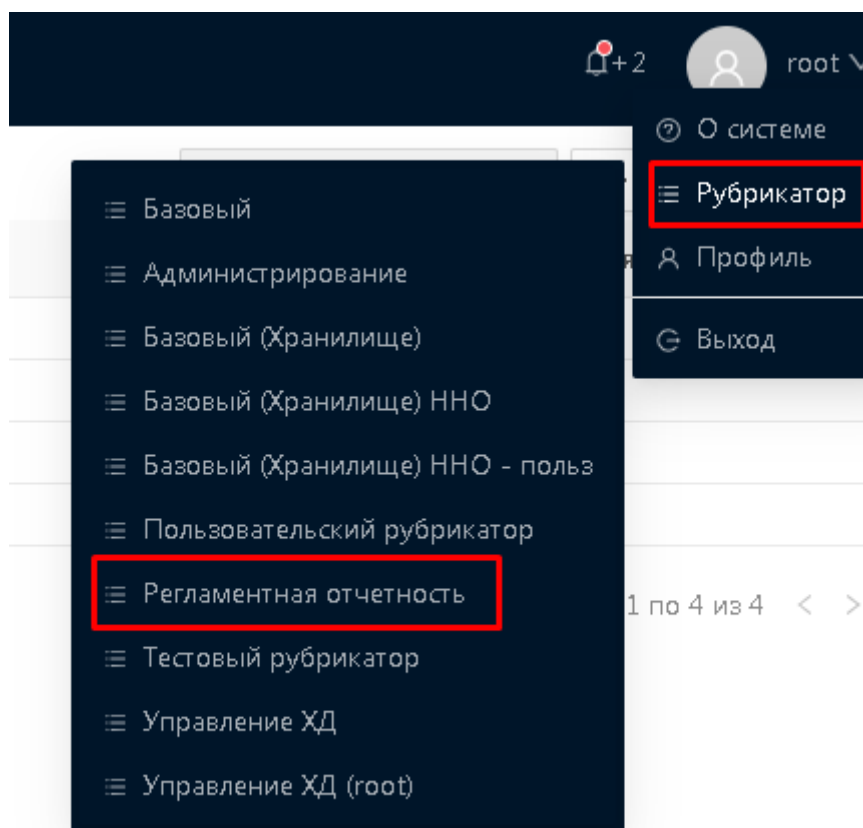 +2
root
О системе
Рубрикатор
Профиль
Выход
Базовый
Администрирование
Базовый (Хранилище)
Базовый (Хранилище) ННО
Базовый (Хранилище) ННО - польз
Пользовательский рубрикатор
Регламентная отчетность
Тестовый рубрикатор
Управление ХД
Управление ХД (root)
1 по 4 из 4